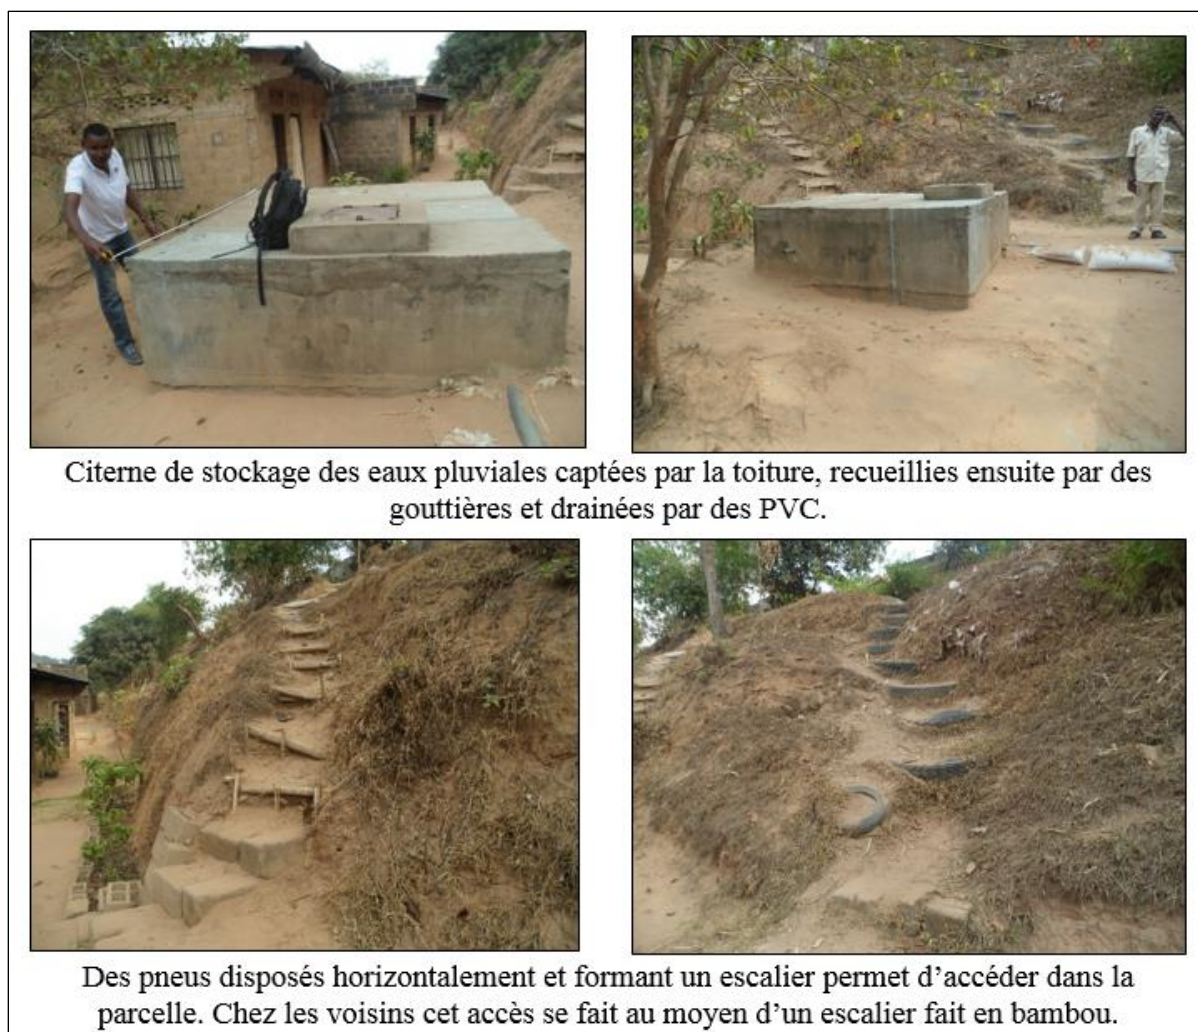 Citerne de stockage des eaux pluviales captées par la toiture, recueillies ensuite par des
gouttières et drainées par des PVC.
Des pneus disposés horizontalement et formant un escalier permet d’accéder dans la
parcelle. Chez les voisins cet accès se fait au moyen d’un escalier fait en bambou.